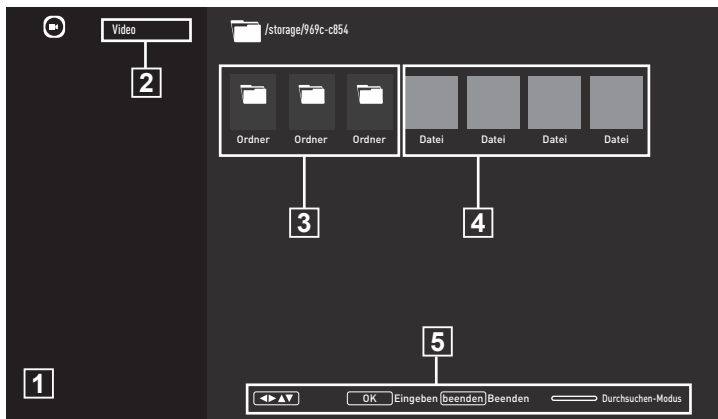 Video
/storage/969c-c854
2
Ordner Ordner Ordner Datei Datei Datei Datei
3
4
5
1
OK Eingeben beenden Beenden Durchsuchen-Modus